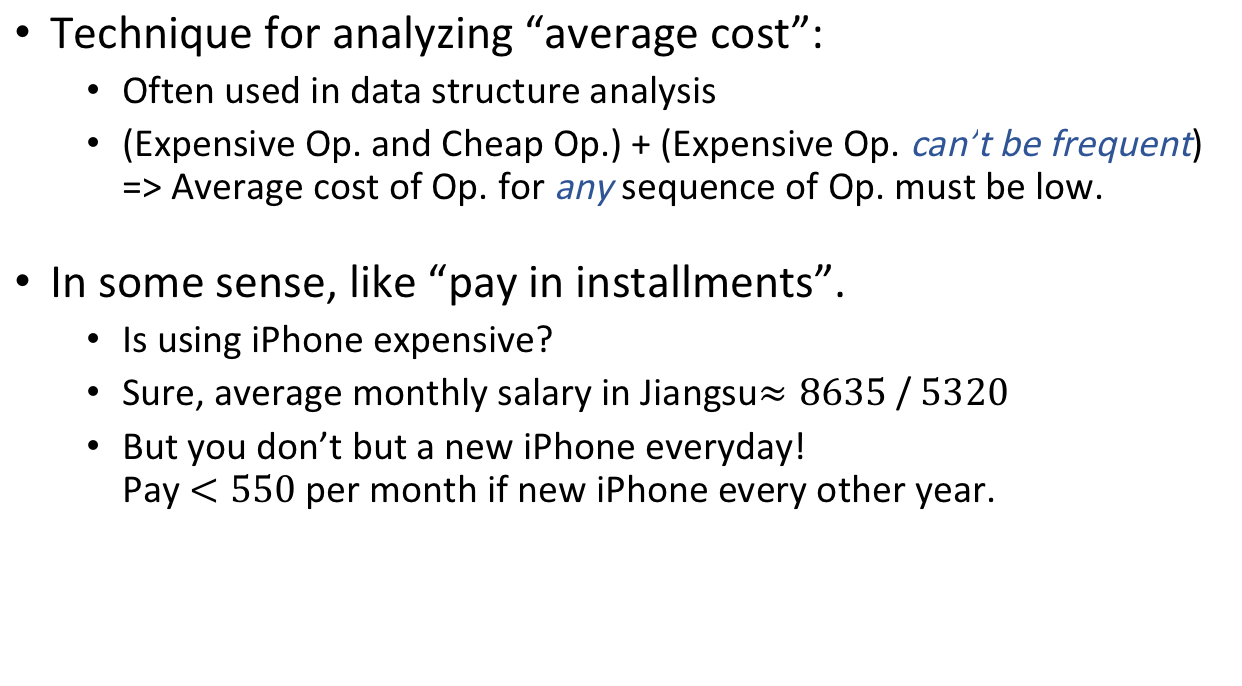 • Technique for analyzing “average cost”:
• Often used in data structure analysis
• (Expensive Op. and Cheap Op.) + (Expensive Op. can’t be frequent)
=> Average cost of Op. for any sequence of Op. must be low.
• In some sense, like “pay in installments”.
• Is using iPhone expensive?
• Sure, average monthly salary in Jiangsu≈ 8635 / 5320
• But you don’t but a new iPhone everyday!
Pay < 550 per month if new iPhone every other year.